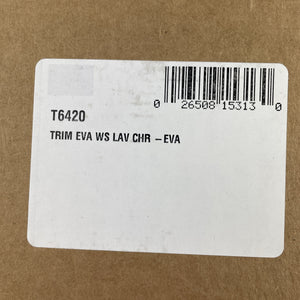 0 26508 15313 0
T6420
TRIM EVA WS LAV CHR – EVA